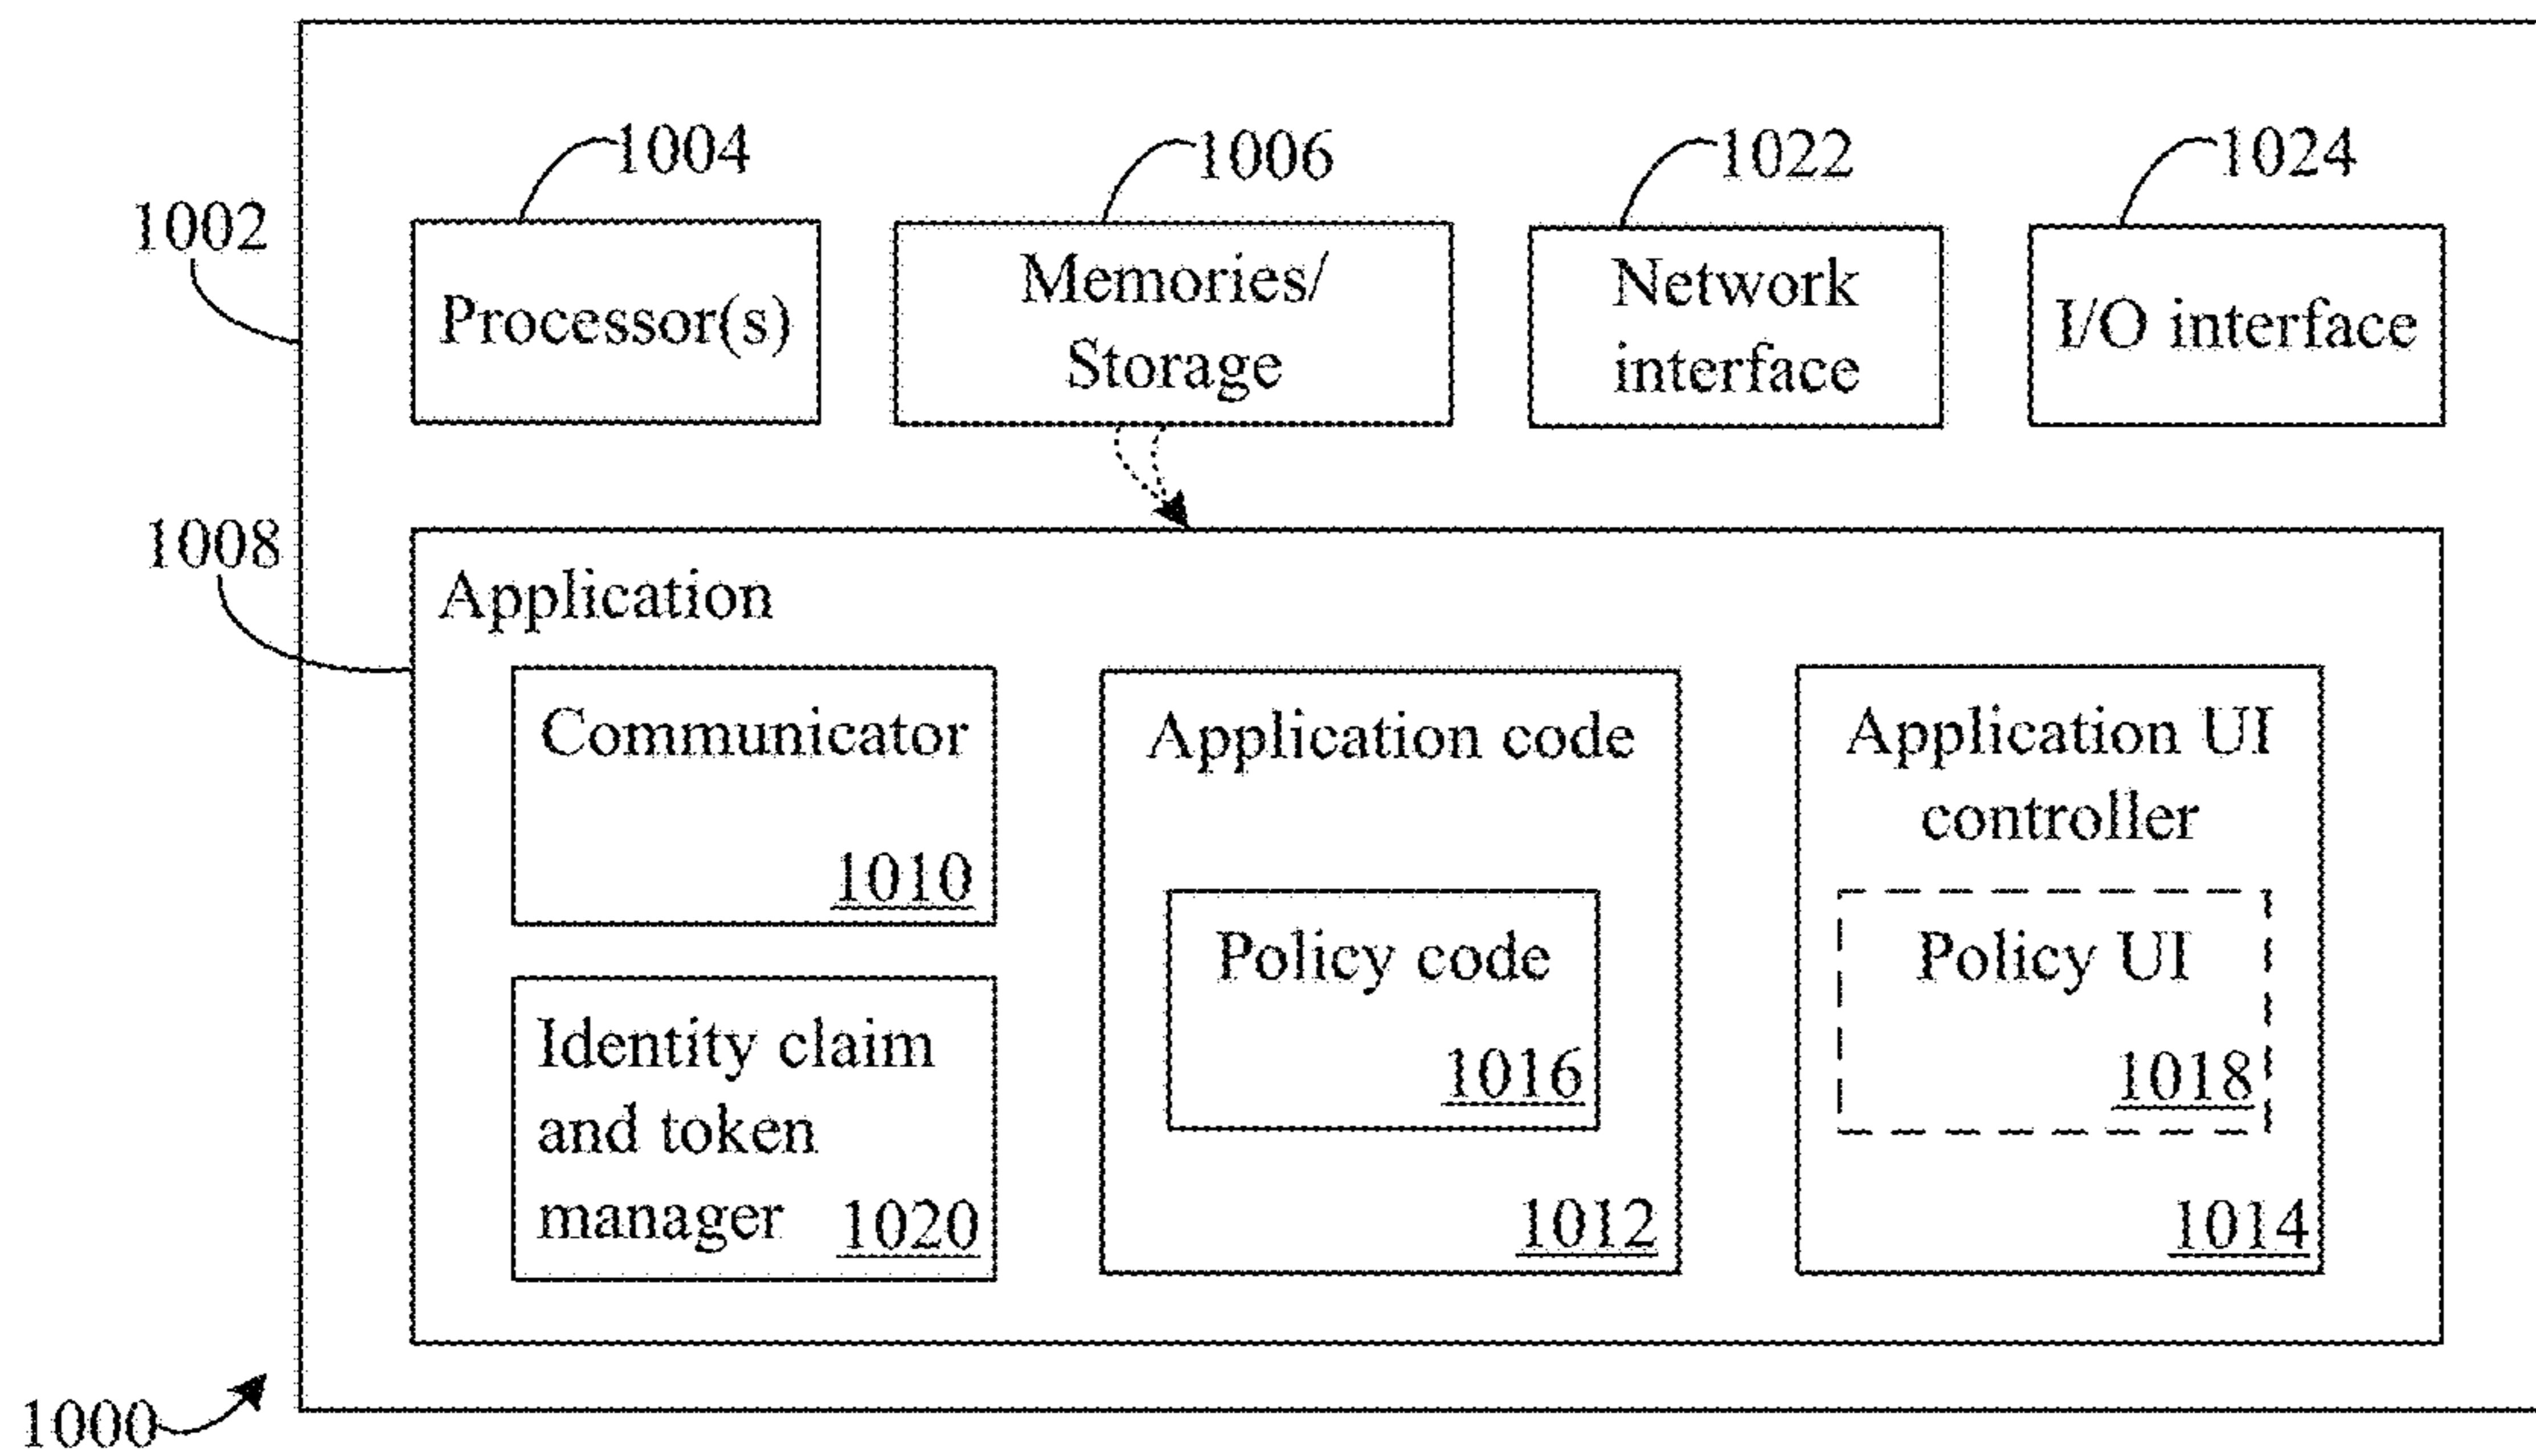 1004
1006
1022
1024
1002
Processor(s)
Memories/
Storage
Network
interface
I/O interface
1008
Application
Communicator
1010
Identity claim
and token
manager 1020
Application code
Policy code
1016
1012
Application UI
controller
Policy UI
1018
1014
1000